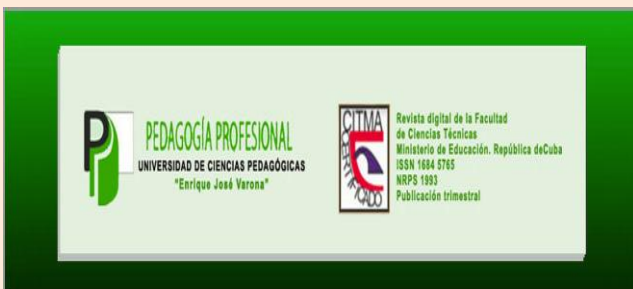 PEDAGOGÍA PROFESIONAL
UNIVERSIDAD DE CIENCIAS PEDAGÓGICAS
"Enrique José Varona"
CITMA
CERTIFICADO
Revista digital de la Facultad
de Ciencias Técnicas
Ministerio de Educación. República deCuba
ISSN 1684 5765
NRPS 1993
Publicación trimestral